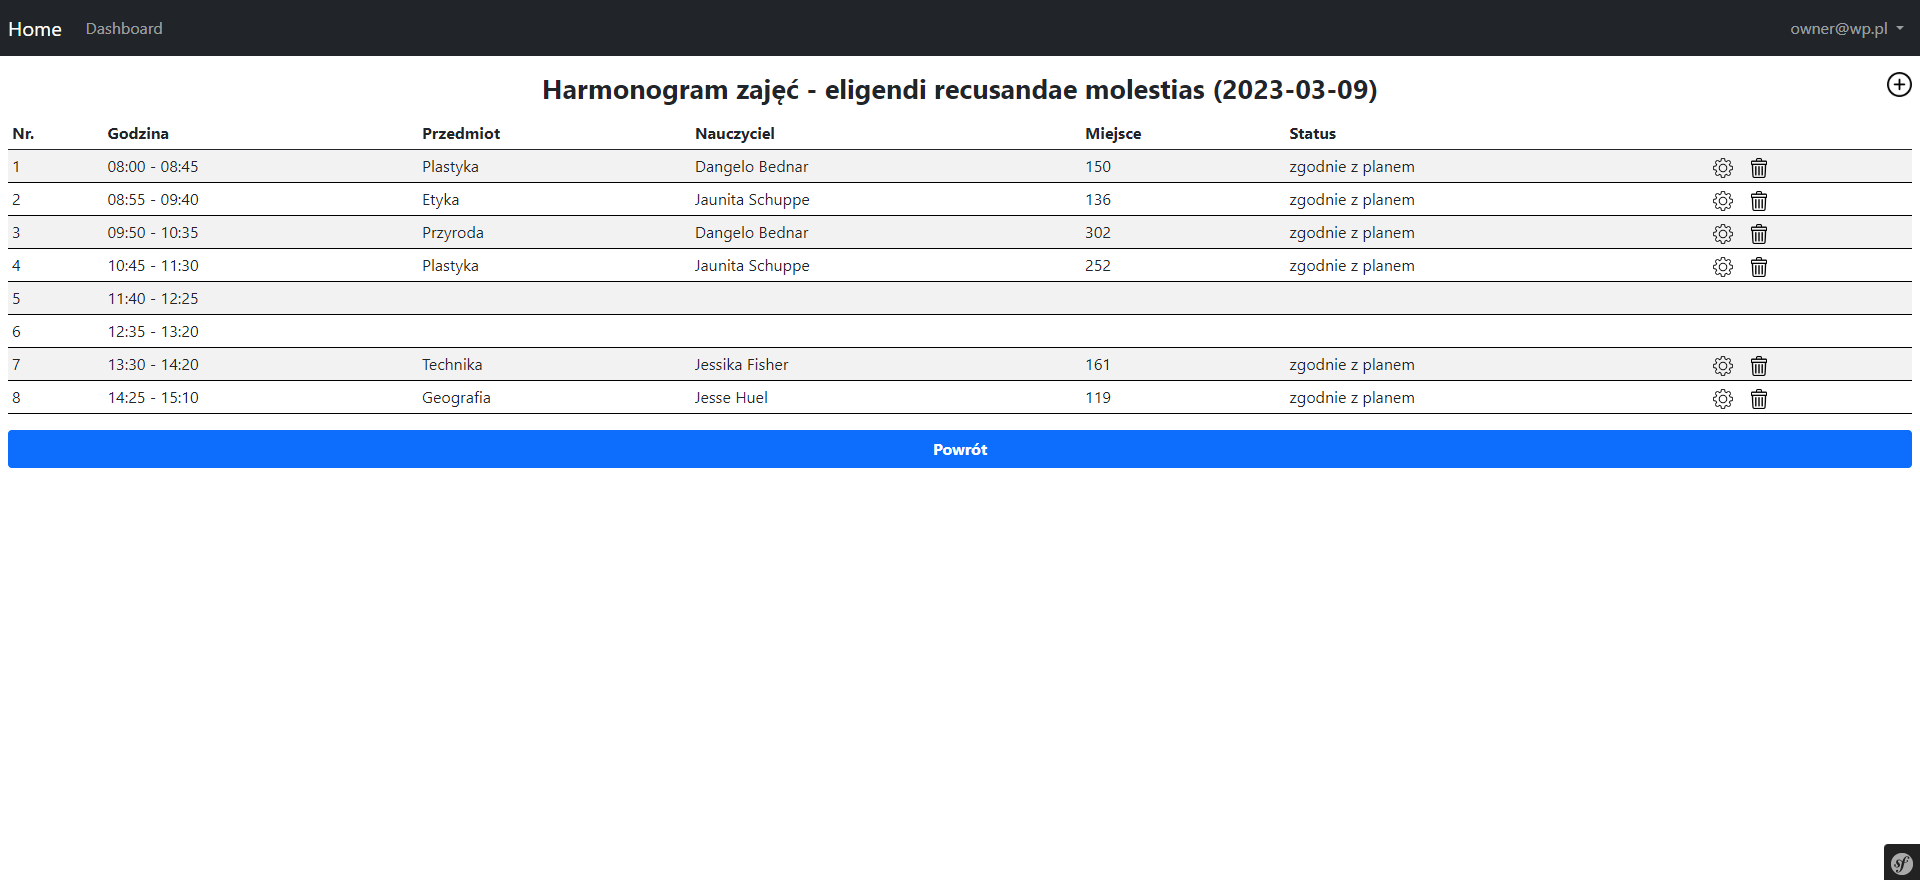 Home Dashboard owner@wp.pl
Harmonogram zajęć - eligendi recusandae molestias (2023-03-09)
Nr. Godzina Przedmiot Nauczyciel Miejsce Status
1 08:00 - 08:45 Plastyka Dangelo Bednar 150 zgodnie z planem
2 08:55 - 09:40 Etyka Jaunita Schuppe 136 zgodnie z planem
3 09:50 - 10:35 Przyroda Dangelo Bednar 302 zgodnie z planem
4 10:45 - 11:30 Plastyka Jaunita Schuppe 252 zgodnie z planem
5 11:40 - 12:25
6 12:35 - 13:20
7 13:30 - 14:20 Technika Jessika Fisher 161 zgodnie z planem
8 14:25 - 15:10 Geografia Jesse Huel 119 zgodnie z planem
Powrót
sf